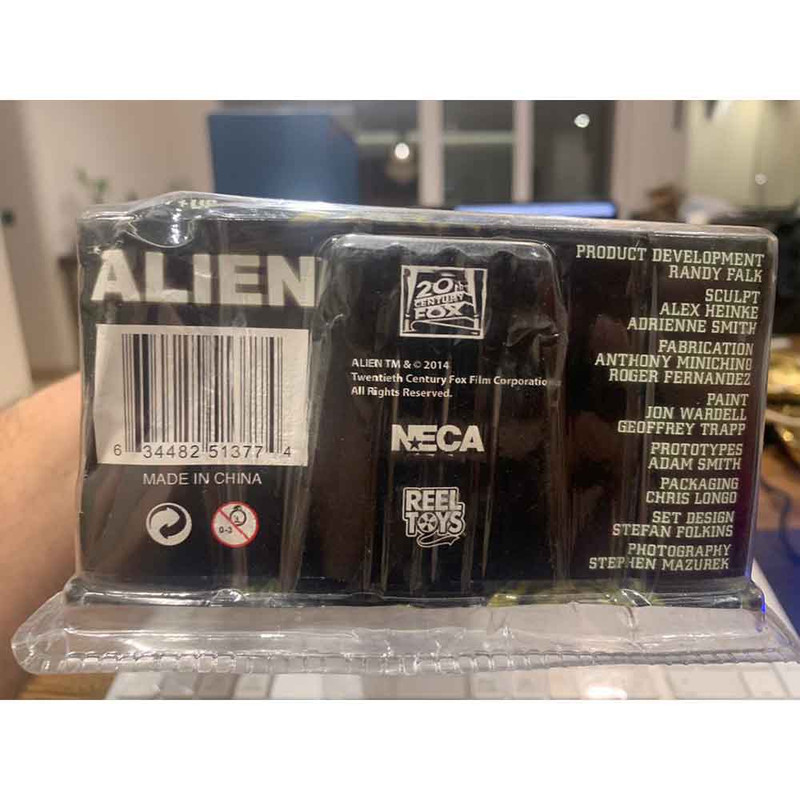 +UP
ALIEN
6 34482 51377 4
MADE IN CHINA
0-3
20th
CENTURY
FOX
ALIEN TM & © 2014
Twentieth Century Fox Film Corporation
All Rights Reserved.
NECA
REEL
TOYS
PRODUCT DEVELOPMENT
RANDY FALK
SCULPT
ALEX HEINKE
ADRIENNE SMITH
FABRICATION
ANTHONY MINICHINO
ROGER FERNANDEZ
PAINT
JON WARDELL
GEOFFREY TRAPP
PROTOTYPES
ADAM SMITH
PACKAGING
CHRIS LONGO
SET DESIGN
STEFAN FOLKINS
PHOTOGRAPHY
STEPHEN MAZUREK